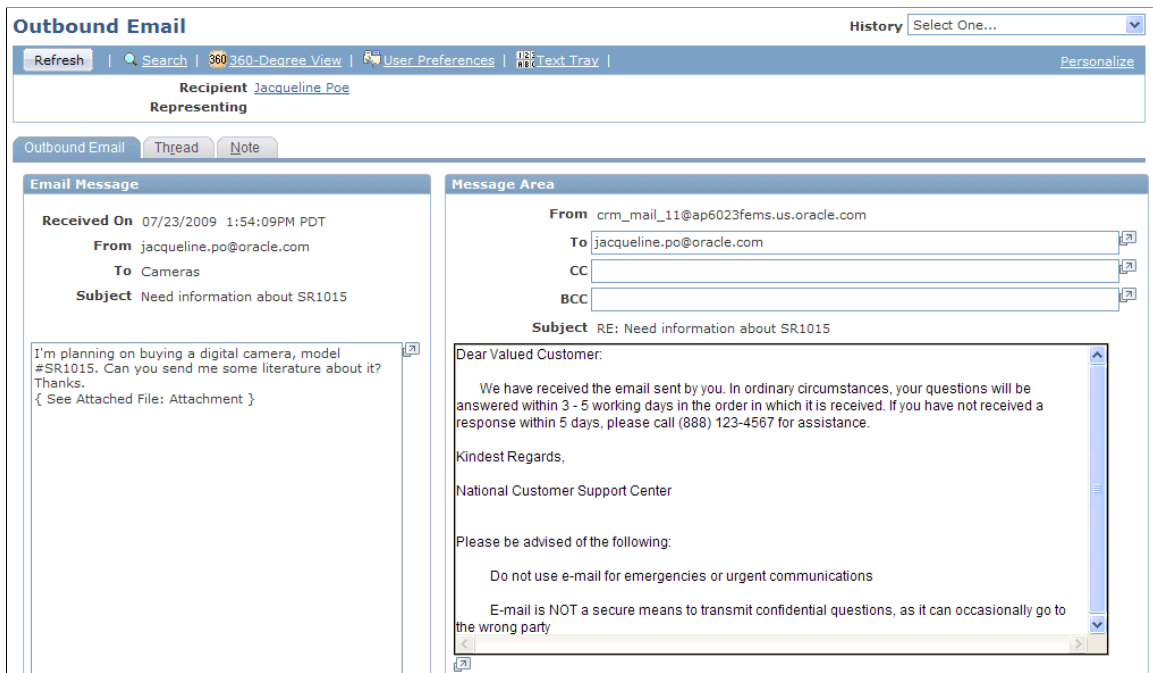 Outbound Email
History Select One...
Refresh | Search | 360 360-Degree View | User Preferences | Text Tray | Personalize
Recipient Jacqueline Poe
Representing
Outbound Email Thread Note
Email Message
Received On 07/23/2009 1:54:09PM PDT
From jacqueline.po@oracle.com
To Cameras
Subject Need information about SR1015
I'm planning on buying a digital camera, model
#SR1015. Can you send me some literature about it?
Thanks.
{ See Attached File: Attachment }
Message Area
From crm_mail_11@ap6023fems.us.oracle.com
To jacqueline.po@oracle.com
CC
BCC
Subject RE: Need information about SR1015
Dear Valued Customer:
We have received the email sent by you. In ordinary circumstances, your questions will be
answered within 3 - 5 working days in the order in which it is received. If you have not received a
response within 5 days, please call (888) 123-4567 for assistance.
Kindest Regards,
National Customer Support Center
Please be advised of the following:
Do not use e-mail for emergencies or urgent communications
E-mail is NOT a secure means to transmit confidential questions, as it can occasionally go to
the wrong party